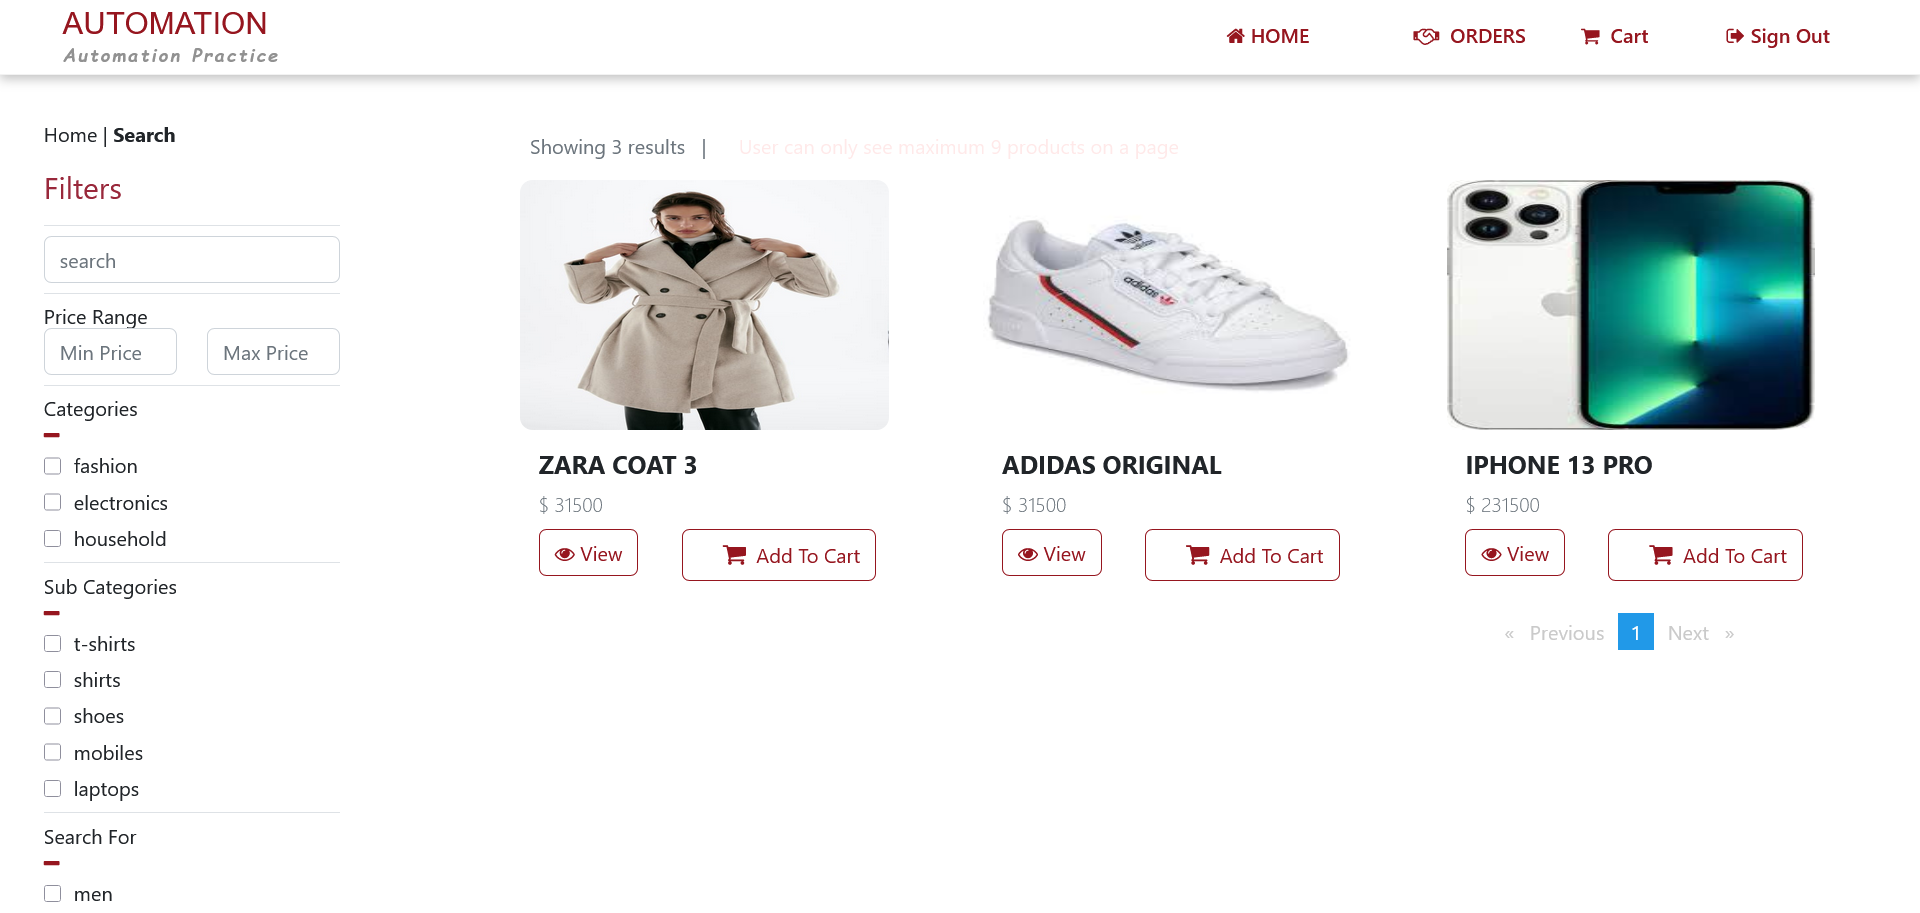 AUTOMATION
Automation Practice
HOME
ORDERS
Cart
Sign Out
Home | Search
Showing 3 results |
User can only see maximum 9 products on a page
Filters
search
Price Range
Min Price
Max Price
Categories
fashion
electronics
household
Sub Categories
t-shirts
shirts
shoes
mobiles
laptops
Search For
men
adidas
adidas
ZARA COAT 3
$ 31500
View
Add To Cart
ADIDAS ORIGINAL
$ 31500
View
Add To Cart
IPHONE 13 PRO
$ 231500
View
Add To Cart
« Previous 1 Next »